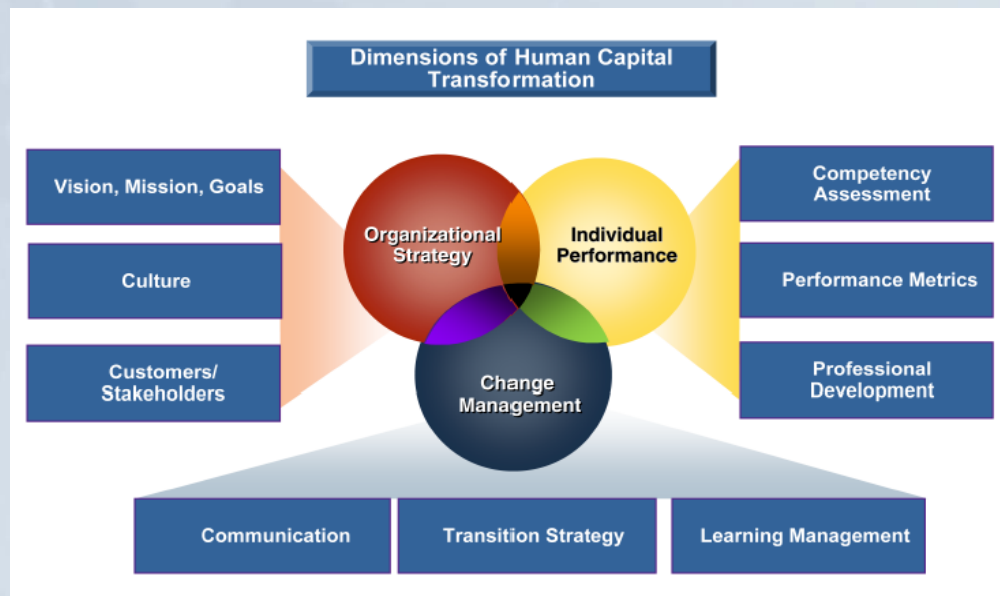 Dimensions of Human Capital
Transformation
Vision, Mission, Goals
Culture
Customers/
Stakeholders
Organizational
Strategy
Individual
Performance
Change
Management
Competency
Assessment
Performance Metrics
Professional
Development
Communication
Transition Strategy
Learning Management